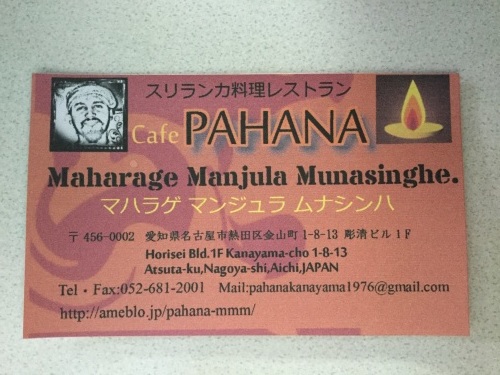 スリランカ料理レストラン
Cafe PAHANA
Maharage Manjula Munasinghe.
マハラゲ マンジュラ ムナシンハ
〒 456-0002 愛知県名古屋市熱田区金山町 1-8-13 彫清ビル 1F
Horisei Bld.1F Kanayama-cho 1-8-13
Atsuta-ku,Nagoya-shi,Aichi,JAPAN
Tel・Fax:052-681-2001 Mail:pahanakanayama1976@gmail.com
http://ameblo.jp/pahana-mmm/